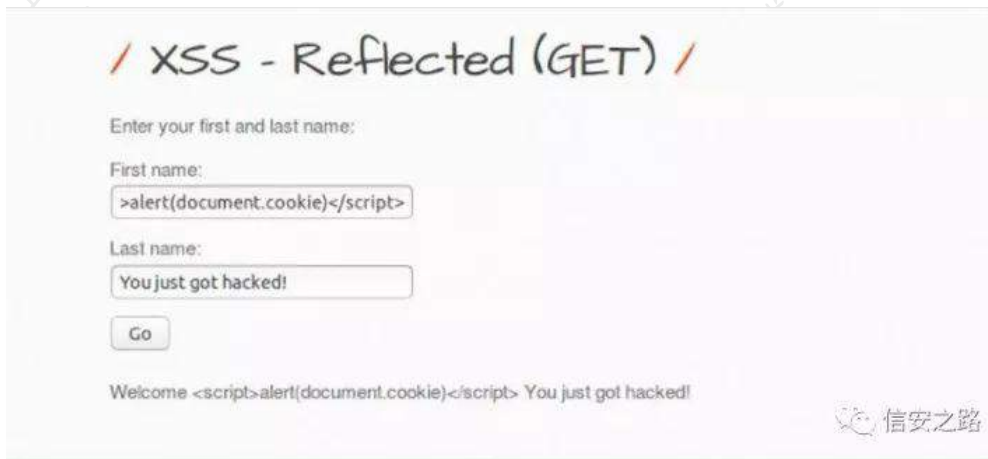 / XSS - Reflected (GET) /
Enter your first and last name:
First name:
>alert(document.cookie)</script>
Last name:
You just got hacked!
Go
Welcome <script>alert(document.cookie)</script> You just got hacked!
信安之路